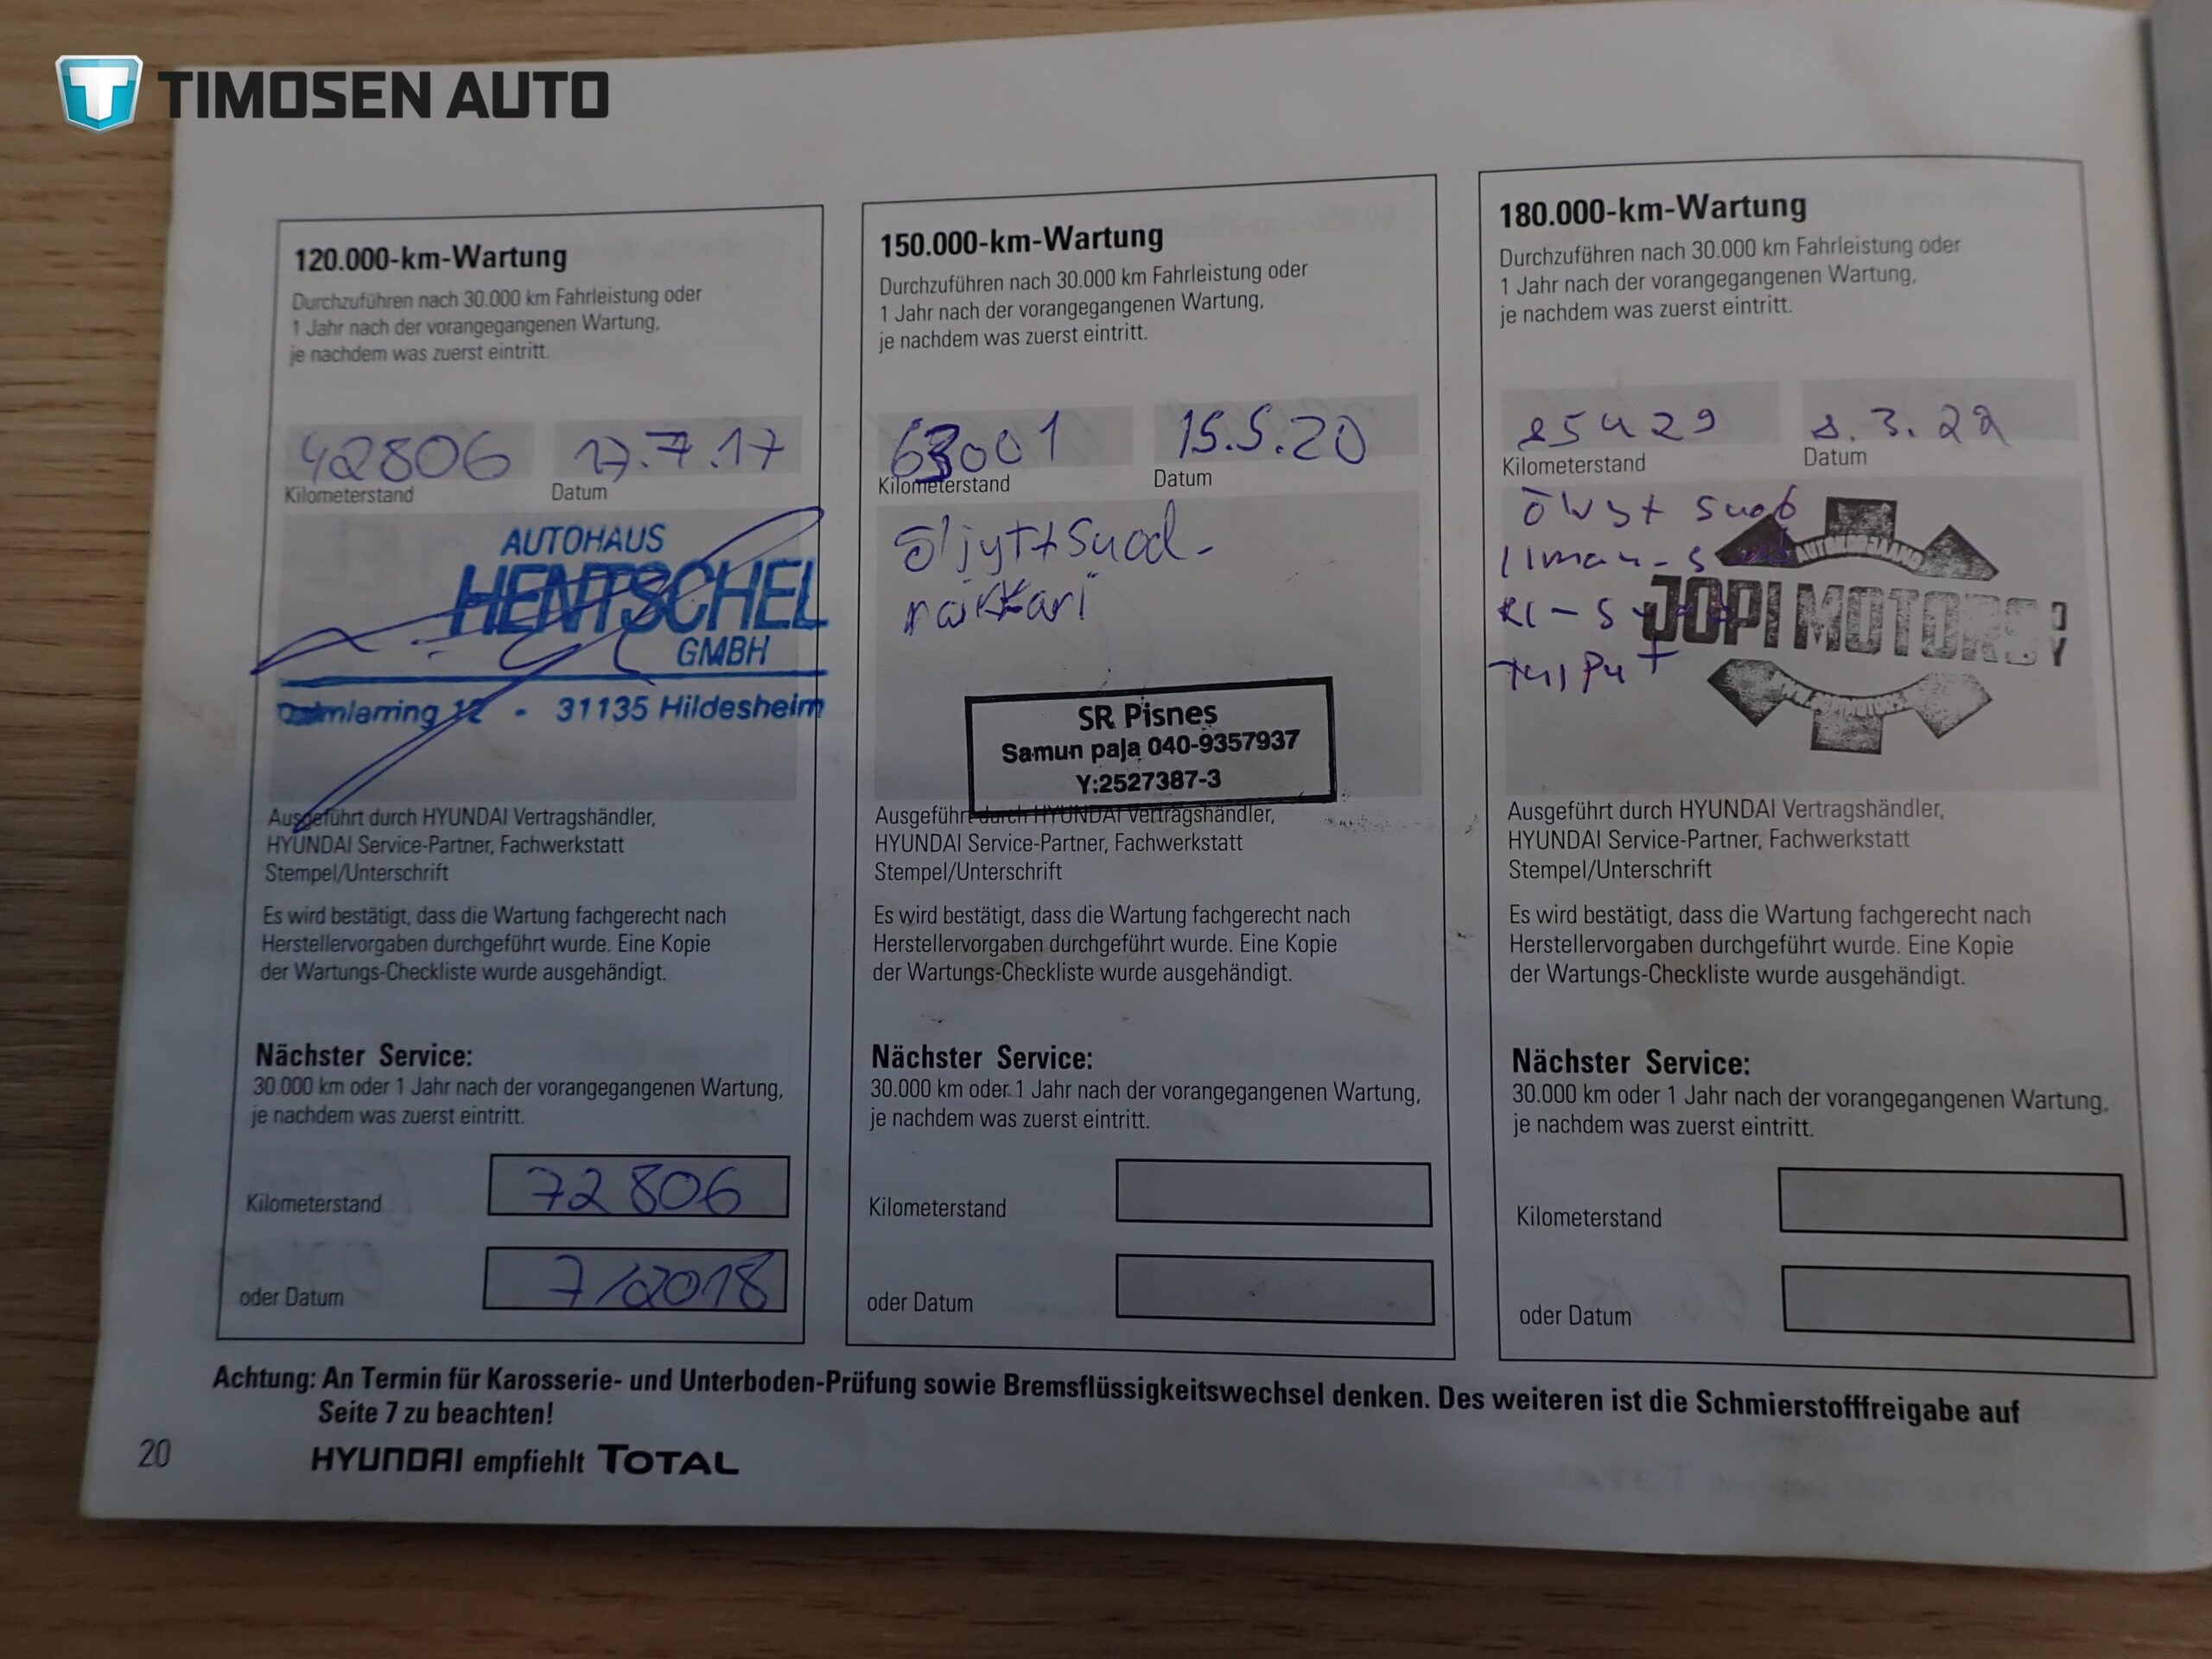 TIMOSEN AUTO
120.000-km-Wartung
Durchzuführen nach 30.000 km Fahrleistung oder
1 Jahr nach der vorangegangenen Wartung,
je nachdem was zuerst eintritt.
42806 17.7.17
Kilometerstand Datum
AUTOHAUS
HENTSCHEL
GMBH
Daimlerring 12 - 31135 Hildesheim
Ausgeführt durch HYUNDAI Vertragshändler,
HYUNDAI Service-Partner, Fachwerkstatt
Stempel/Unterschrift
Es wird bestätigt, dass die Wartung fachgerecht nach
Herstellervorgaben durchgeführt wurde. Eine Kopie
der Wartungs-Checkliste wurde ausgehändigt.
Nächster Service:
30.000 km oder 1 Jahr nach der vorangegangenen Wartung,
je nachdem was zuerst eintritt.
Kilometerstand 72806
oder Datum 7/2018
150.000-km-Wartung
Durchzuführen nach 30.000 km Fahrleistung oder
1 Jahr nach der vorangegangenen Wartung,
je nachdem was zuerst eintritt.
63001 15.5.20
Kilometerstand Datum
öljyt+suod-
SR Pisnes
Samun paja 040-9357937
Y:2527387-3
Ausgeführt durch HYUNDAI Vertragshändler,
HYUNDAI Service-Partner, Fachwerkstatt
Stempel/Unterschrift
Es wird bestätigt, dass die Wartung fachgerecht nach
Herstellervorgaben durchgeführt wurde. Eine Kopie
der Wartungs-Checkliste wurde ausgehändigt.
Nächster Service:
30.000 km oder 1 Jahr nach der vorangegangenen Wartung,
je nachdem was zuerst eintritt.
Kilometerstand
oder Datum
180.000-km-Wartung
Durchzuführen nach 30.000 km Fahrleistung oder
1 Jahr nach der vorangegangenen Wartung,
je nachdem was zuerst eintritt.
85429 8.3.22
Kilometerstand Datum
AUTOKORJAAMO
JOPI MOTORS OY
tulpat
Ausgeführt durch HYUNDAI Vertragshändler,
HYUNDAI Service-Partner, Fachwerkstatt
Stempel/Unterschrift
Es wird bestätigt, dass die Wartung fachgerecht nach
Herstellervorgaben durchgeführt wurde. Eine Kopie
der Wartungs-Checkliste wurde ausgehändigt.
Nächster Service:
30.000 km oder 1 Jahr nach der vorangegangenen Wartung,
je nachdem was zuerst eintritt.
Kilometerstand
oder Datum
Achtung: An Termin für Karosserie- und Unterboden-Prüfung sowie Bremsflüssigkeitswechsel denken. Des weiteren ist die Schmierstofffreigabe auf
Seite 7 zu beachten!
20
HYUNDAI empfiehlt TOTAL